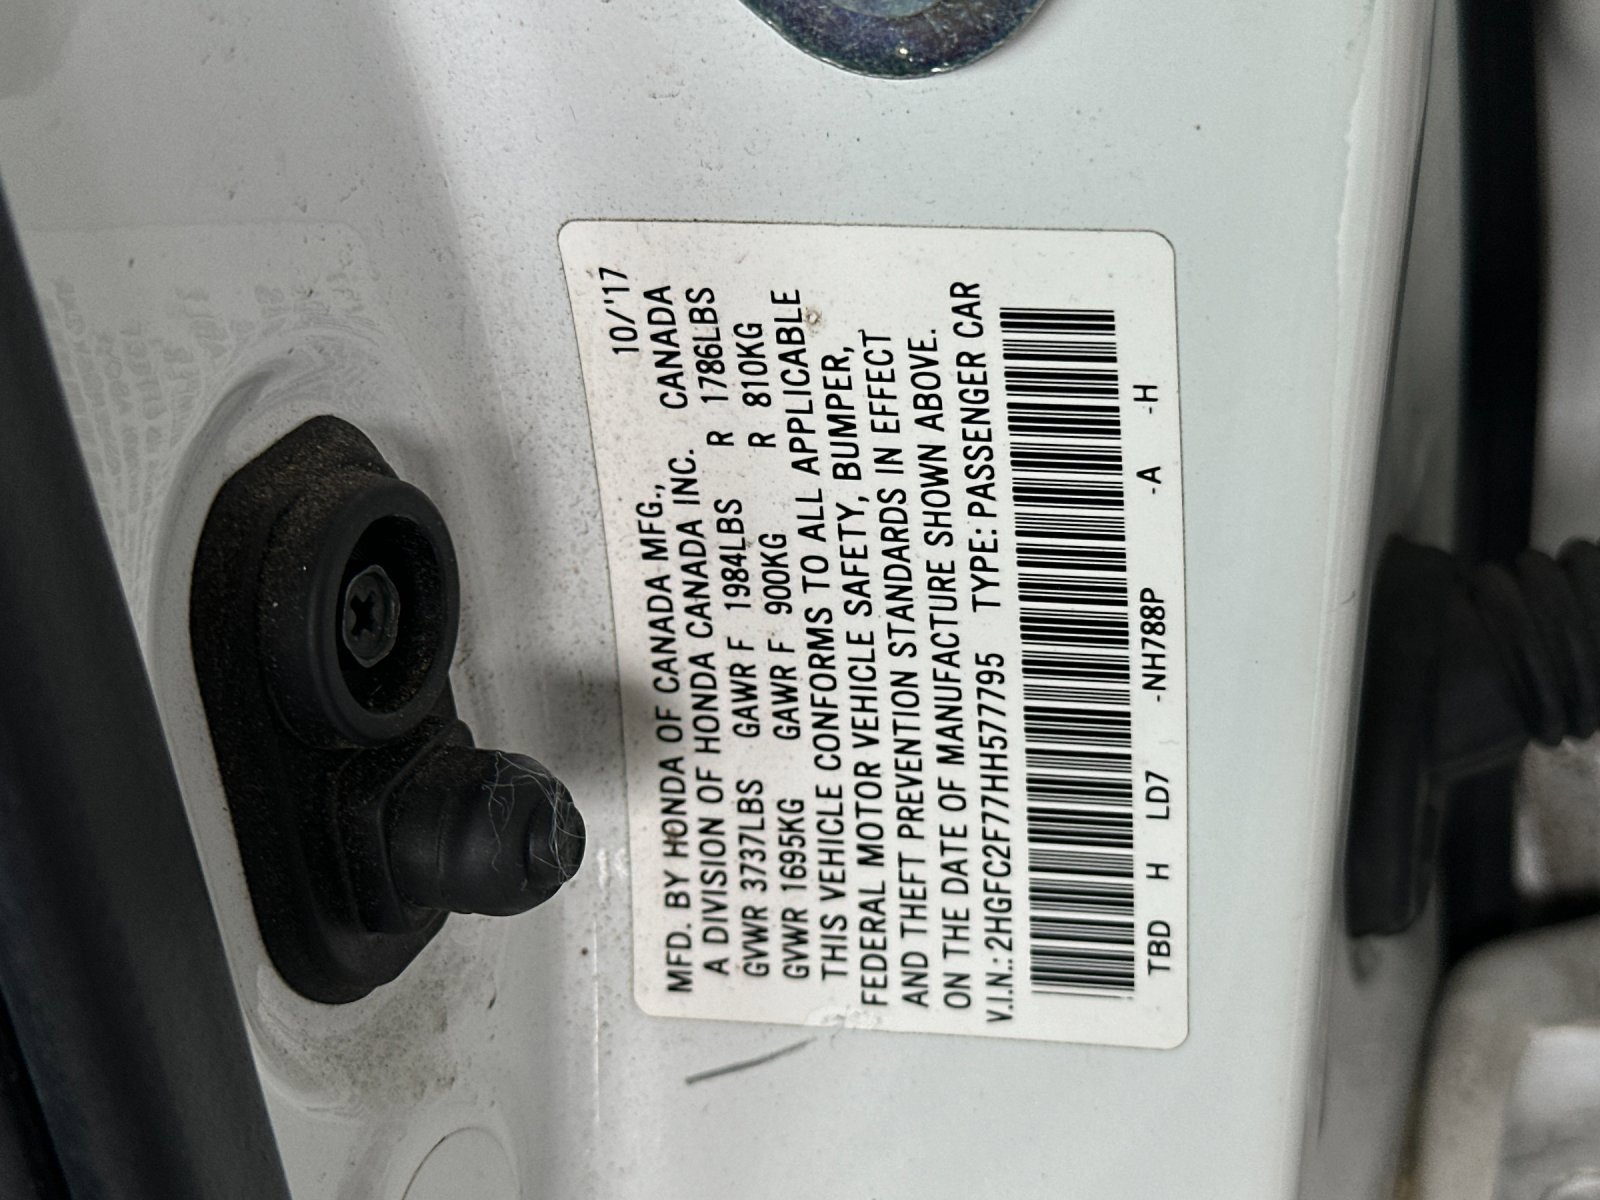 10/'17
MFD. BY HONDA OF CANADA MFG., CANADA
A DIVISION OF HONDA CANADA INC.
GVWR 3737LBS GAWR F 1984LBS R 1786LBS
GVWR 1695KG GAWR F 900KG R 810KG
THIS VEHICLE CONFORMS TO ALL APPLICABLE
FEDERAL MOTOR VEHICLE SAFETY, BUMPER,
AND THEFT PREVENTION STANDARDS IN EFFECT
ON THE DATE OF MANUFACTURE SHOWN ABOVE.
V.I.N.: 2HGFC2F77HH577795 TYPE: PASSENGER CAR
TBD H LD7 -NH788P -A -H